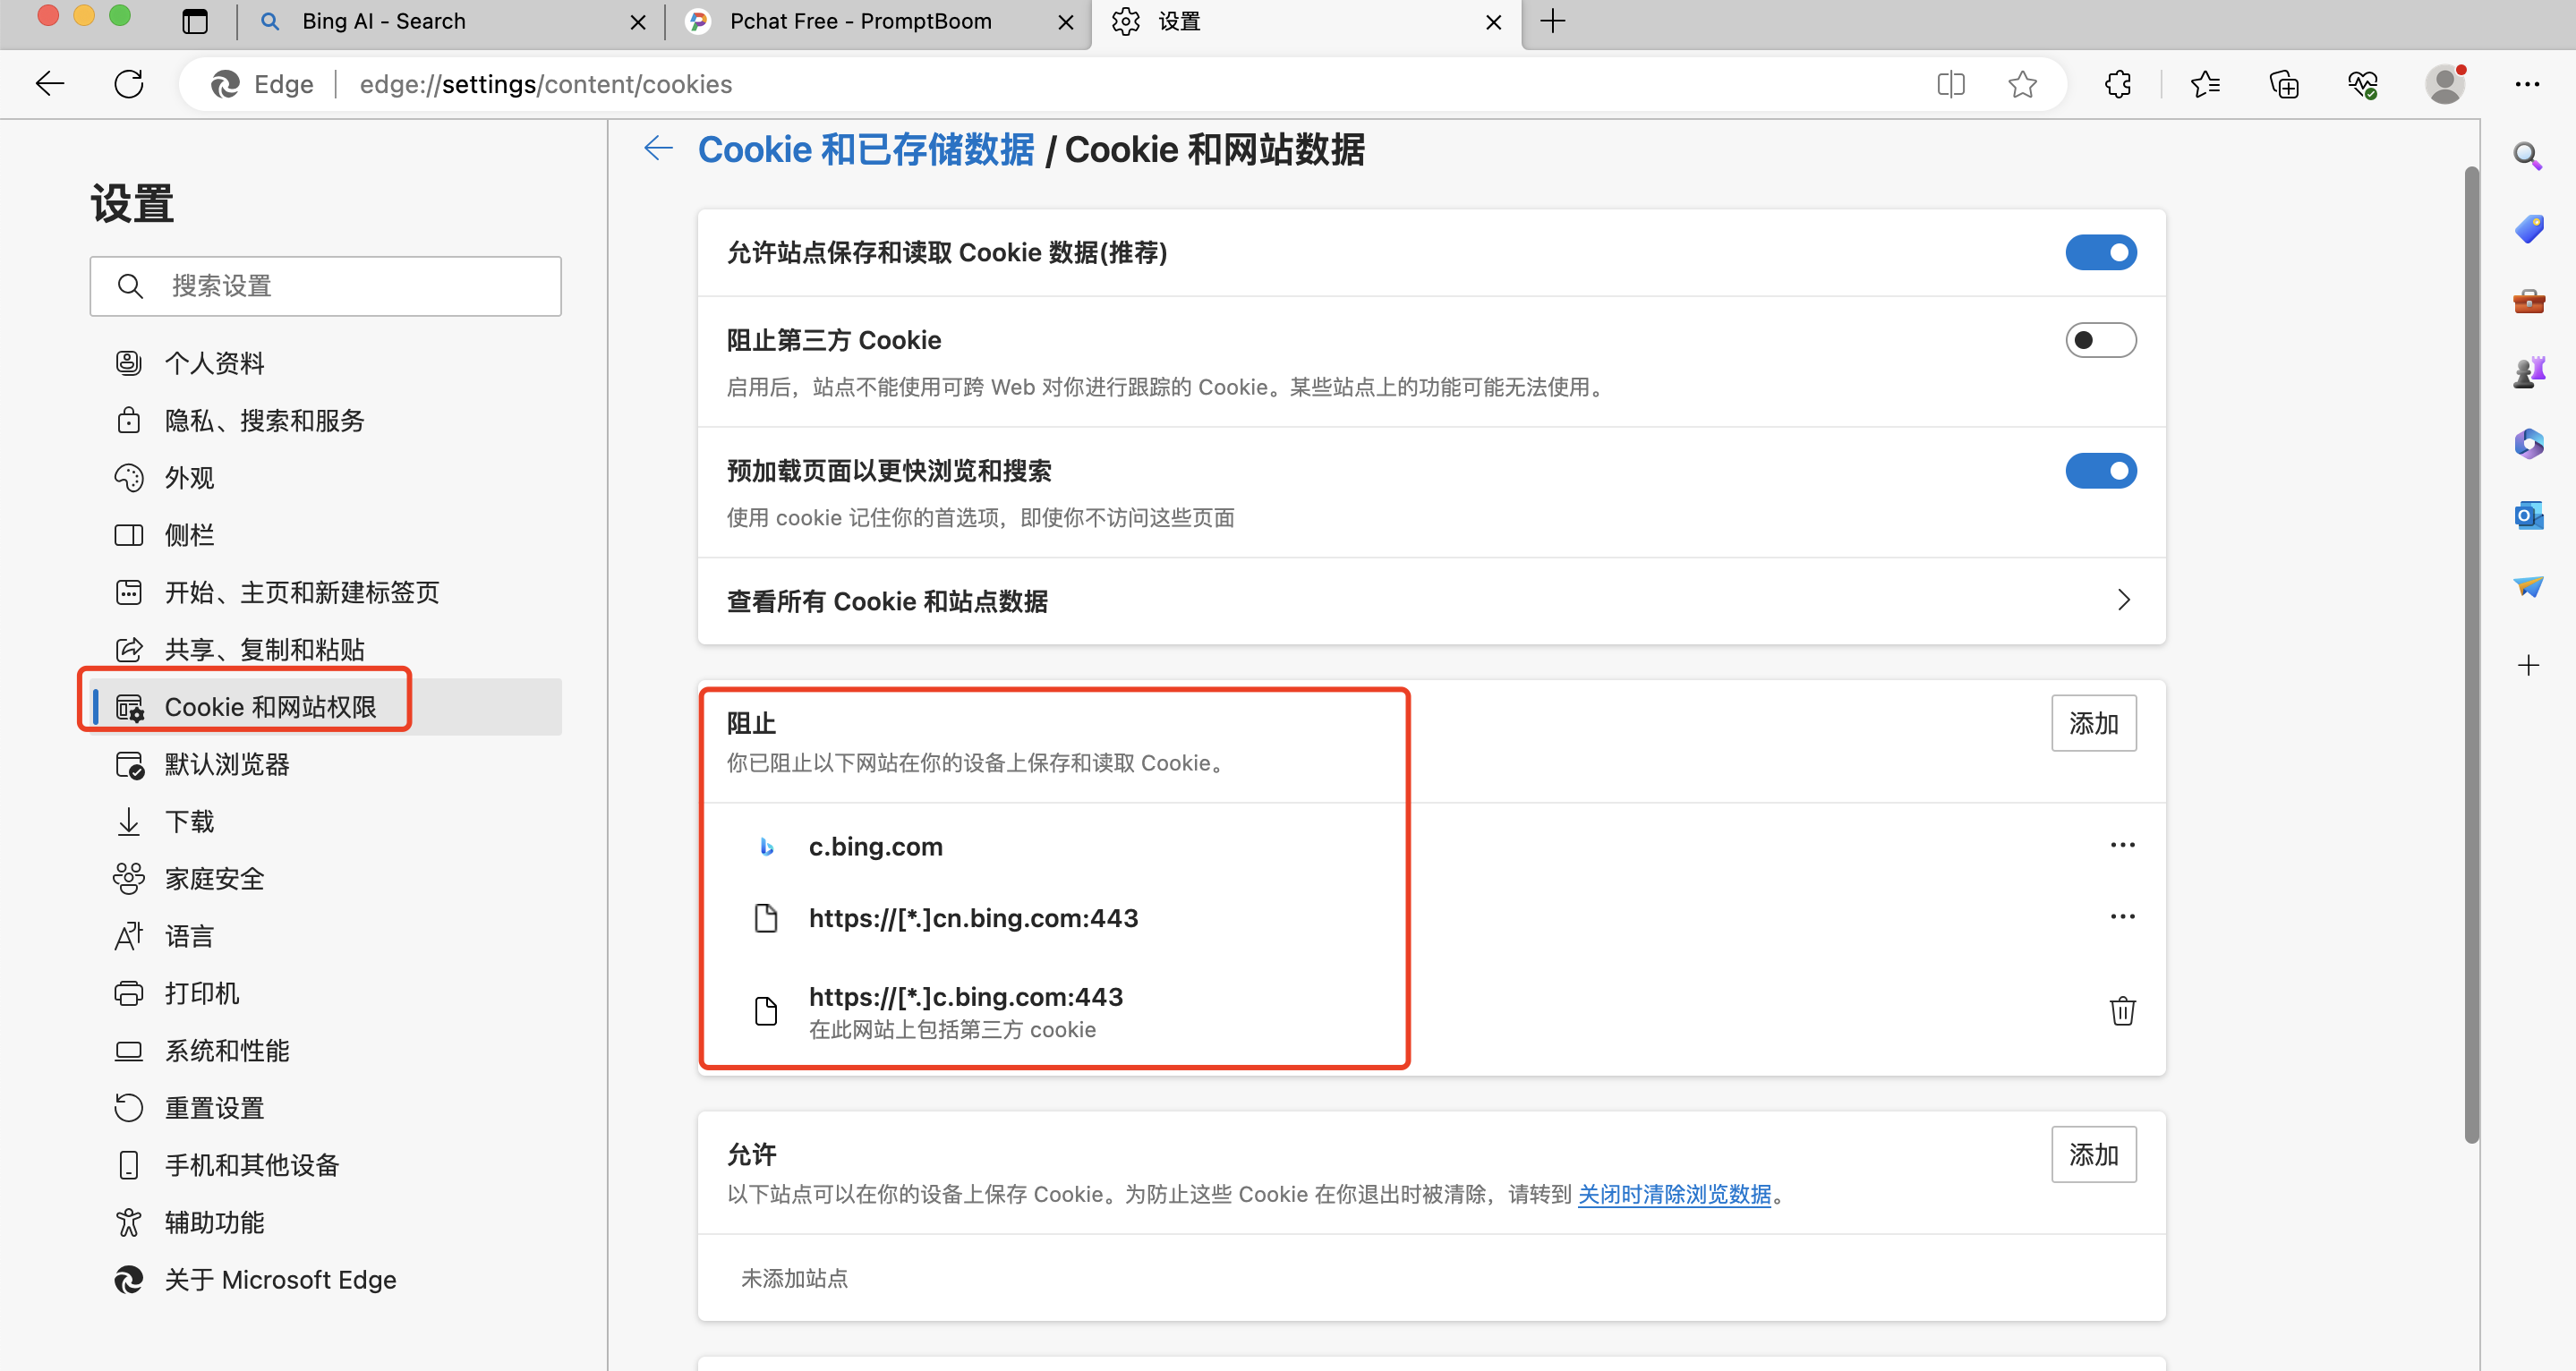 Bing AI - Search
Pchat Free - PromptBoom
设置
Edge
edge://settings/content/cookies
设置
搜索设置
个人资料
隐私、搜索和服务
外观
侧栏
开始、主页和新建标签页
共享、复制和粘贴
Cookie 和网站权限
默认浏览器
下载
家庭安全
语言
打印机
系统和性能
重置设置
手机和其他设备
辅助功能
关于 Microsoft Edge
Cookie 和已存储数据 / Cookie 和网站数据
允许站点保存和读取 Cookie 数据(推荐)
阻止第三方 Cookie
启用后，站点不能使用可跨 Web 对你进行跟踪的 Cookie。某些站点上的功能可能无法使用。
预加载页面以更快浏览和搜索
使用 cookie 记住你的首选项，即使你不访问这些页面
查看所有 Cookie 和站点数据
阻止
添加
你已阻止以下网站在你的设备上保存和读取 Cookie。
c.bing.com
https://[*.]cn.bing.com:443
https://[*.]c.bing.com:443
在此网站上包括第三方 cookie
允许
添加
以下站点可以在你的设备上保存 Cookie。为防止这些 Cookie 在你退出时被清除，请转到 关闭时清除浏览数据。
未添加站点